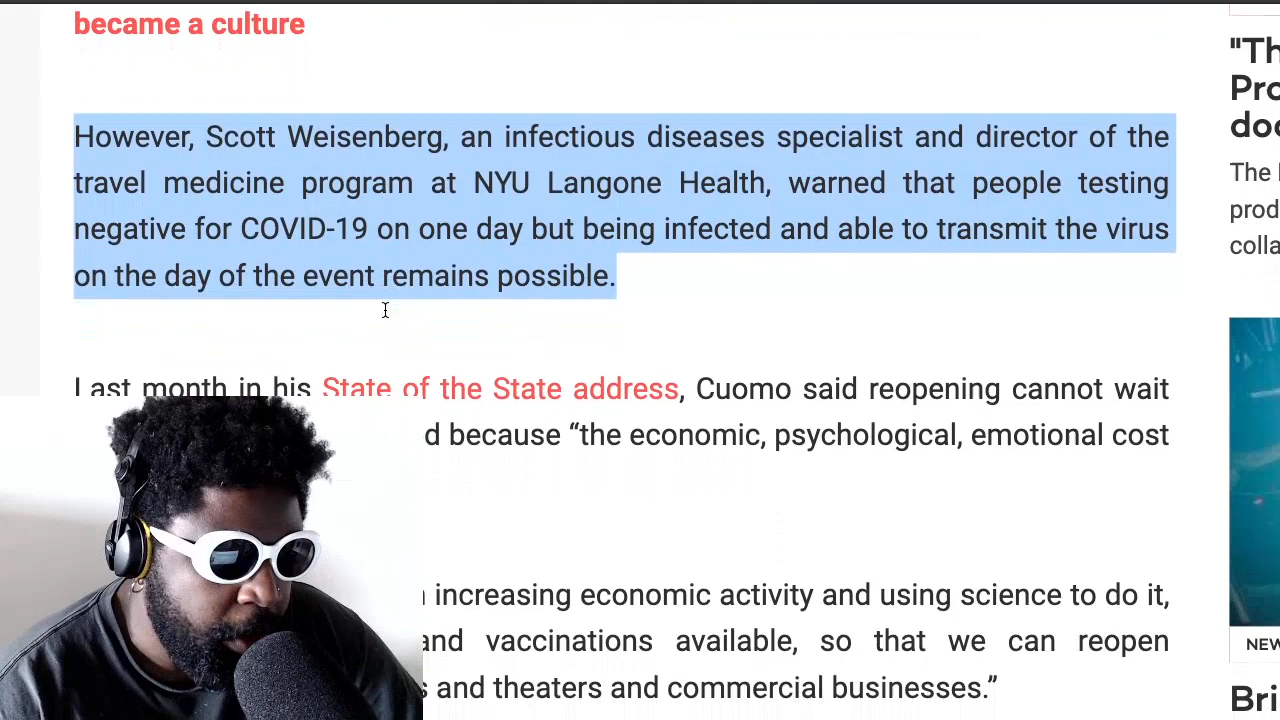 became a culture
However, Scott Weisenberg, an infectious diseases specialist and director of the
travel medicine program at NYU Langone Health, warned that people testing
negative for COVID-19 on one day but being infected and able to transmit the virus
on the day of the event remains possible.
Last month in his State of the State address, Cuomo said reopening cannot wait
because “the economic, psychological, emotional cost
increasing economic activity and using science to do it,
and vaccinations available, so that we can reopen
and theaters and commercial businesses.”
"Th
Pro
doc
The
prod
colla
NEW
Bri